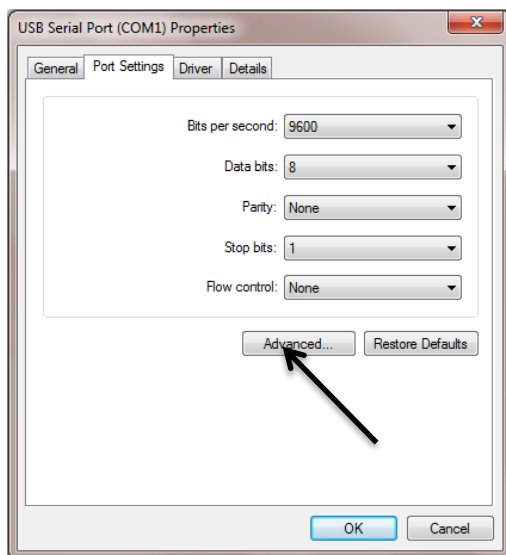 USB Serial Port (COM1) Properties
General Port Settings Driver Details
Bits per second: 9600
Data bits: 8
Parity: None
Stop bits: 1
Flow control: None
Advanced... Restore Defaults
OK Cancel